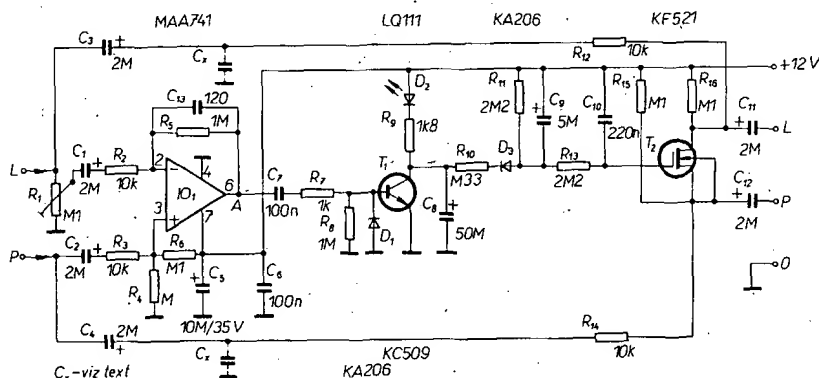 MAA741 LQ111 KA206 KF521
C3 + 2M
Cx
R12 10k
+12V
C13 120
R5 1M
D2
R9 1k8
R11 2M2
C9 + 5M
C10 220n
R15 M1
R16 M1
C11 + 2M
L
L
R1 M1
C1 + 2M
R2 10k
2
4
IO1
6
A
3
7
C7 100n
R7 1k
T1
R10 M33
D3
R13 2M2
T2
C12 + 2M
P
P
C2 + 2M
R3 10k
R6 M1
R4 M
C5 + 10M/35V
C6 100n
R8 1M
D1
C8 + 50M
0
C4 2M +
Cx
R14 10k
KC509
KA206
Cx-viz text